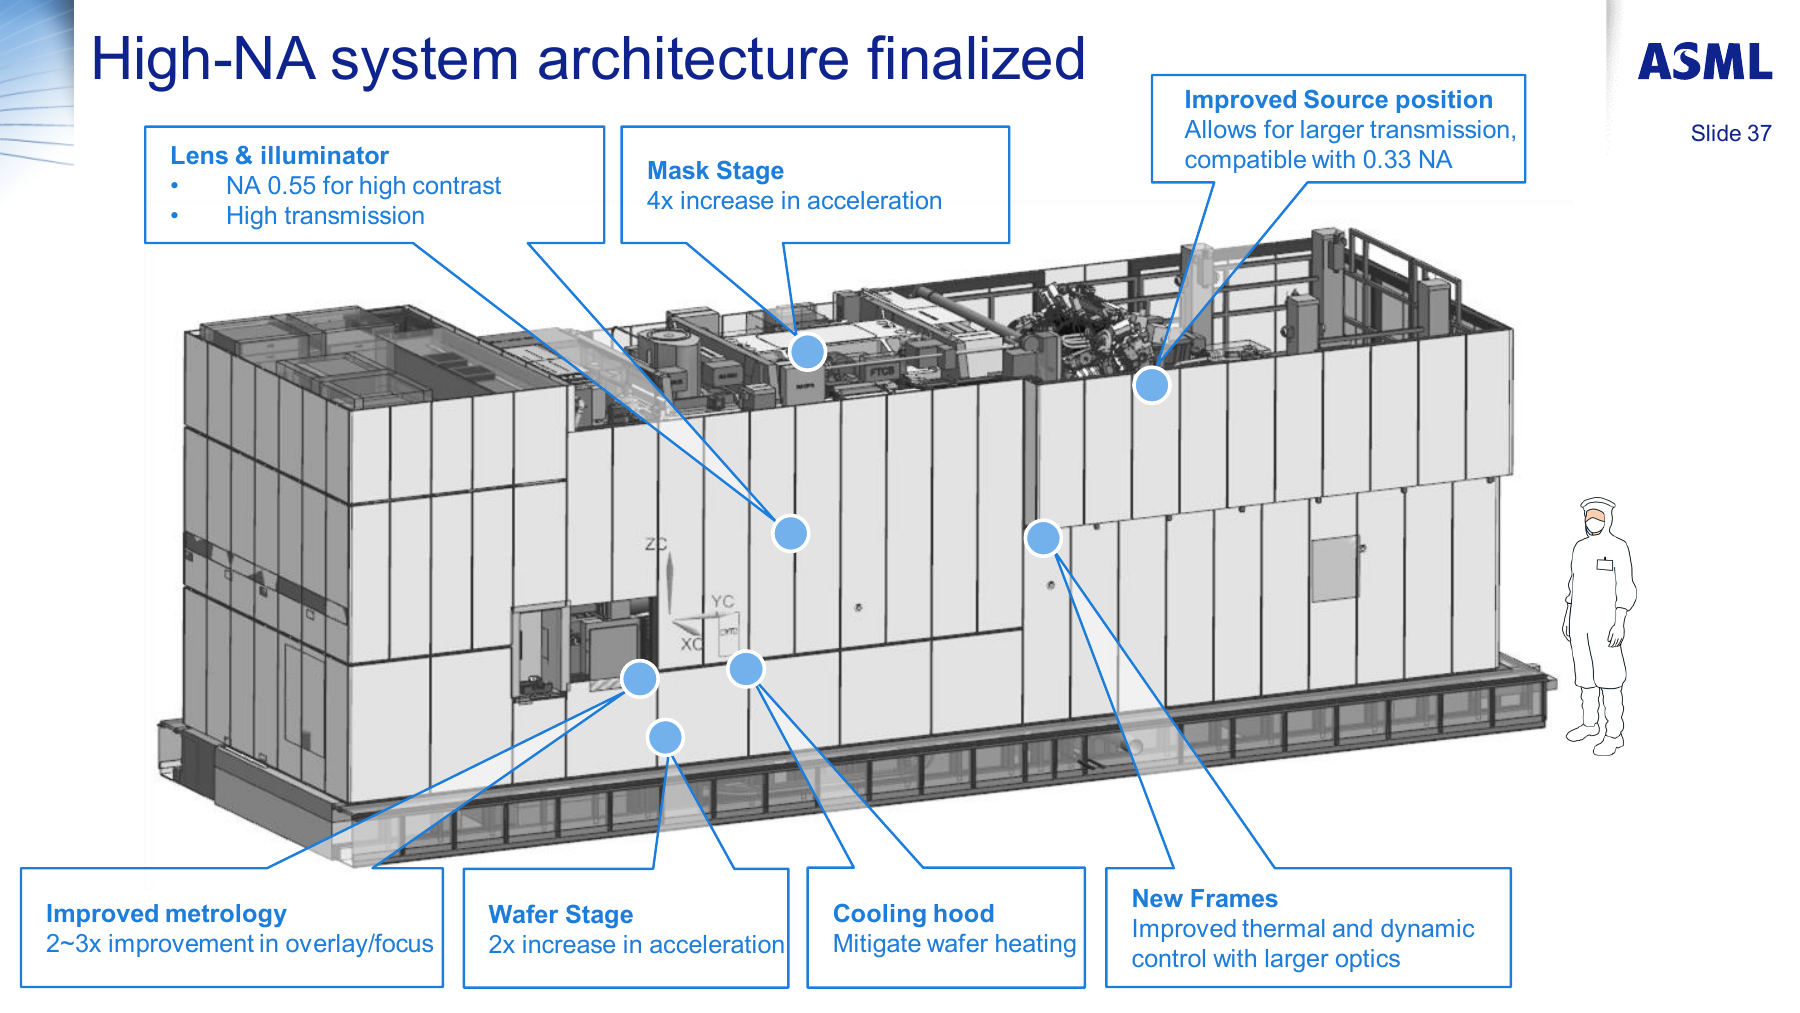 High-NA system architecture finalized
ASML
Slide 37
Improved Source position
Allows for larger transmission,
compatible with 0.33 NA
Lens & illuminator
• NA 0.55 for high contrast
• High transmission
Mask Stage
4x increase in acceleration
FTCB
ZC
YC
XC
Improved metrology
2~3x improvement in overlay/focus
Wafer Stage
2x increase in acceleration
Cooling hood
Mitigate wafer heating
New Frames
Improved thermal and dynamic
control with larger optics